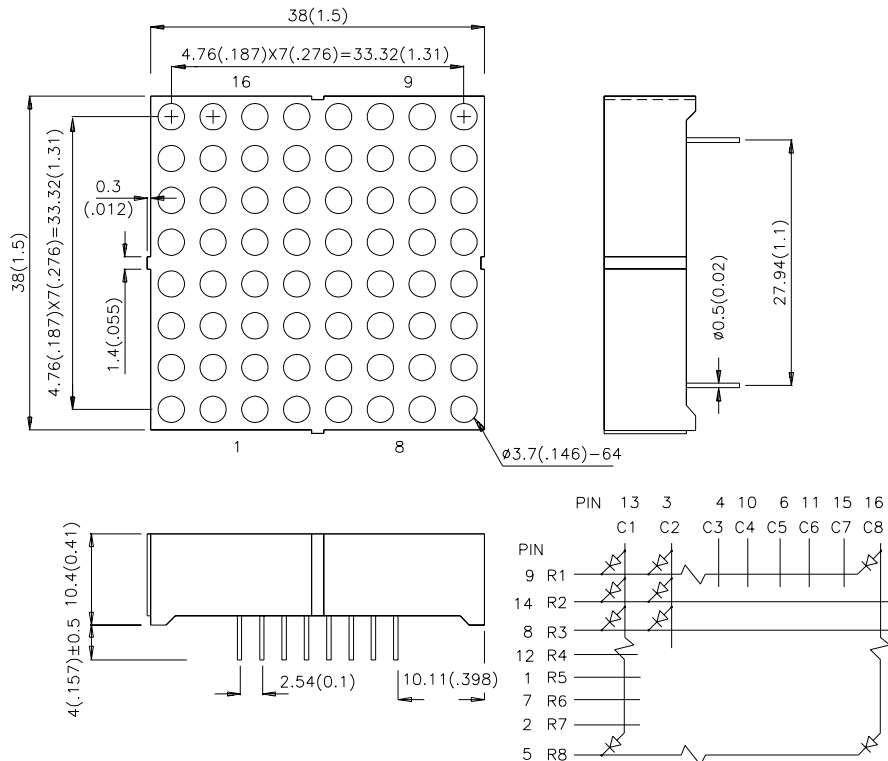 38(1.5)
4.76(.187)X7(.276)=33.32(1.31)
16 9
38(1.5)
4.76(.187)X7(.276)=33.32(1.31)
0.3
(.012)
1.4(.055)
1 8
ø3.7(.146)-64
ø0.5(0.02)
27.94(1.1)
10.4(0.41)
4(.157)±0.5
2.54(0.1)
10.11(.398)
PIN 13 3 4 10 6 11 15 16
C1 C2 C3 C4 C5 C6 C7 C8
PIN
9 R1
14 R2
8 R3
12 R4
1 R5
7 R6
2 R7
5 R8